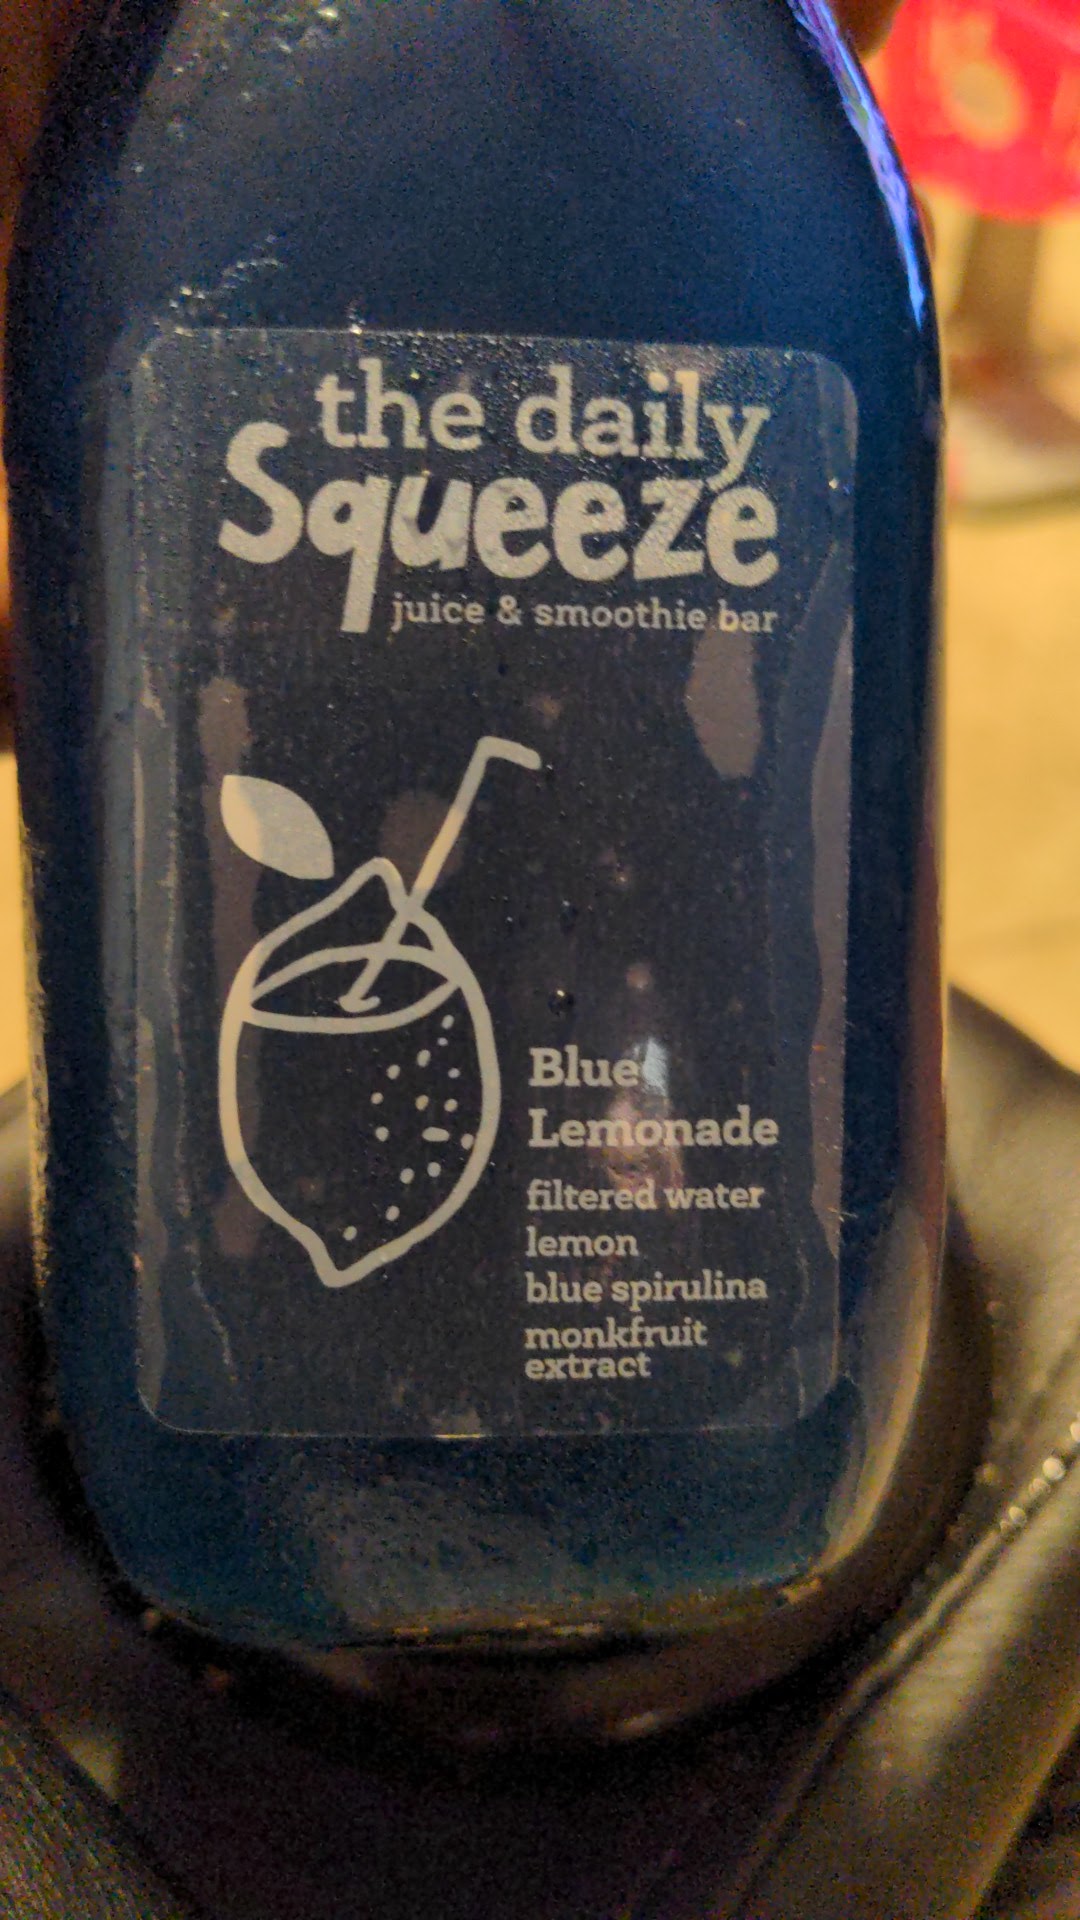 the daily
Squeeze
juice & smoothie bar
Blue
Lemonade
filtered water
lemon
blue spirulina
monkfruit
extract